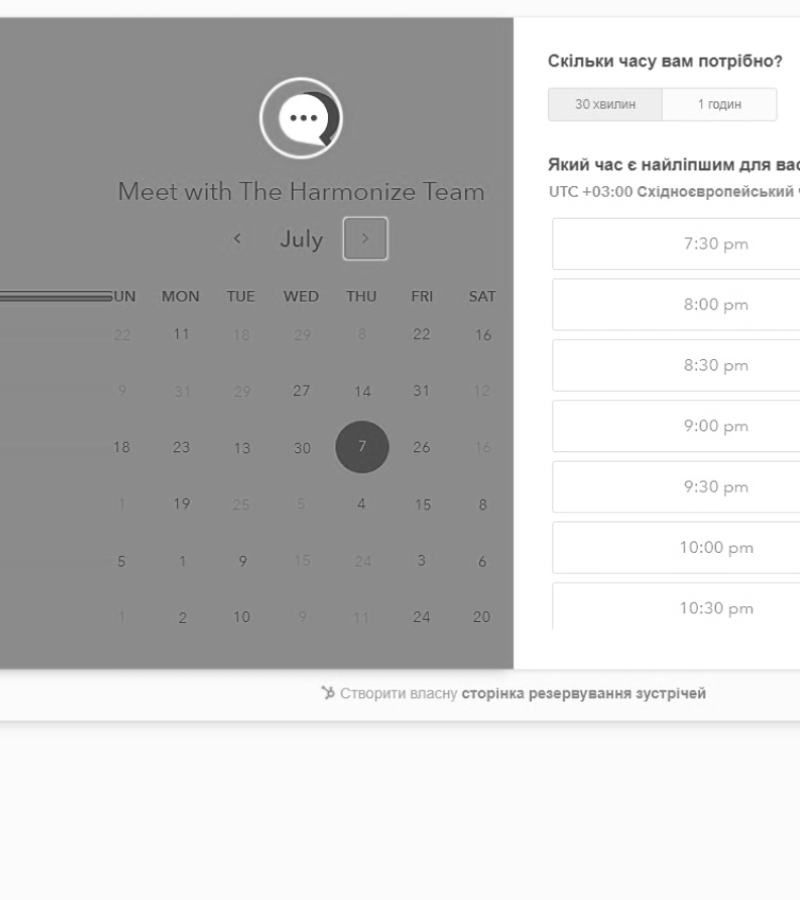 Meet with The Harmonize Team
July
UN MON TUE WED THU FRI SAT
22 11 18 29 8 22 16
9 31 29 27 14 31 12
18 23 13 30 7 26 16
1 19 25 5 4 15 8
5 1 9 15 24 3 6
1 2 10 9 11 24 20
Скільки часу вам потрібно?
30 хвилин 1 годин
Який час є найліпшим для вас
UTC +03:00 Східноєвропейський
7:30 pm
8:00 pm
8:30 pm
9:00 pm
9:30 pm
10:00 pm
10:30 pm
Створити власну сторінка резервування зустрічей